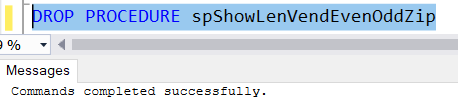 DROP PROCEDURE spShowLenVendEvenOddZip
9 %
Messages
Commands completed successfully.